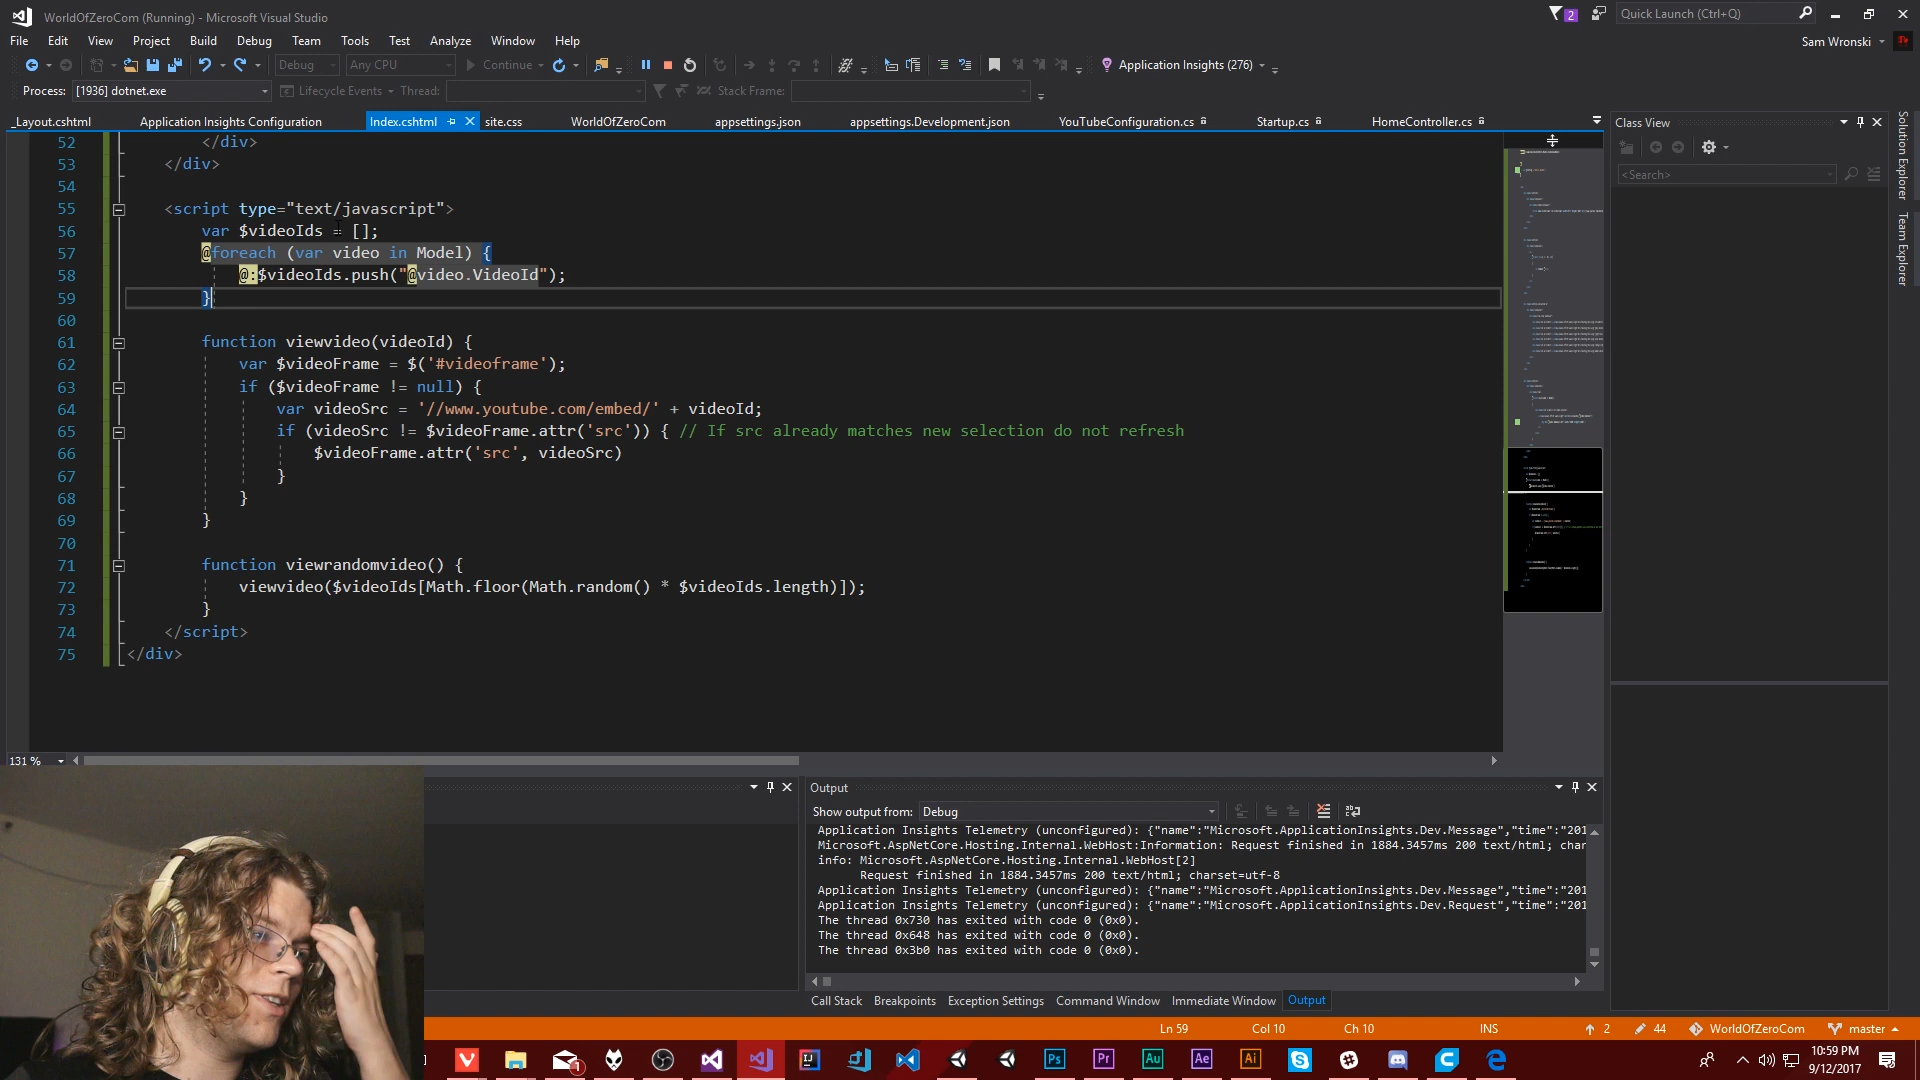 WorldOfZeroCom (Running) - Microsoft Visual Studio
2
Quick Launch (Ctrl+Q)
File Edit View Project Build Debug Team Tools Test Analyze Window Help
Sam Wronski
Debug Any CPU Continue Application Insights (276)
Process: [1936] dotnet.exe Lifecycle Events Thread: Stack Frame:
_Layout.cshtml Application Insights Configuration Index.cshtml site.css WorldOfZeroCom appsettings.json appsettings.Development.json YouTubeConfiguration.cs Startup.cs HomeController.cs
Class View
<Search>
Solution Explorer
Team Explorer
52 </div>
53 </div>
54
55 <script type="text/javascript">
56 var $videoIds = [];
57 @foreach (var video in Model) {
58 @:$videoIds.push("@video.VideoId");
59 }
60
61 function viewvideo(videoId) {
62 var $videoFrame = $('#videoframe');
63 if ($videoFrame != null) {
64 var videoSrc = '//www.youtube.com/embed/' + videoId;
65 if (videoSrc != $videoFrame.attr('src')) { // If src already matches new selection do not refresh
66 $videoFrame.attr('src', videoSrc)
67 }
68 }
69 }
70
71 function viewrandomvideo() {
72 viewvideo($videoIds[Math.floor(Math.random() * $videoIds.length)]);
73 }
74 </script>
75 </div>
131 %
Output
Show output from: Debug
Application Insights Telemetry (unconfigured): {"name":"Microsoft.ApplicationInsights.Dev.Message","time":"201
Microsoft.AspNetCore.Hosting.Internal.WebHost:Information: Request finished in 1884.3457ms 200 text/html; char
info: Microsoft.AspNetCore.Hosting.Internal.WebHost[2]
Request finished in 1884.3457ms 200 text/html; charset=utf-8
Application Insights Telemetry (unconfigured): {"name":"Microsoft.ApplicationInsights.Dev.Message","time":"201
Application Insights Telemetry (unconfigured): {"name":"Microsoft.ApplicationInsights.Dev.Request","time":"201
The thread 0x730 has exited with code 0 (0x0).
The thread 0x648 has exited with code 0 (0x0).
The thread 0x3b0 has exited with code 0 (0x0).
Call Stack Breakpoints Exception Settings Command Window Immediate Window Output
Ln 59 Col 10 Ch 10 INS 2 44 WorldOfZeroCom master
1
Ps Pr Au Ae Ai
10:59 PM
9/12/2017